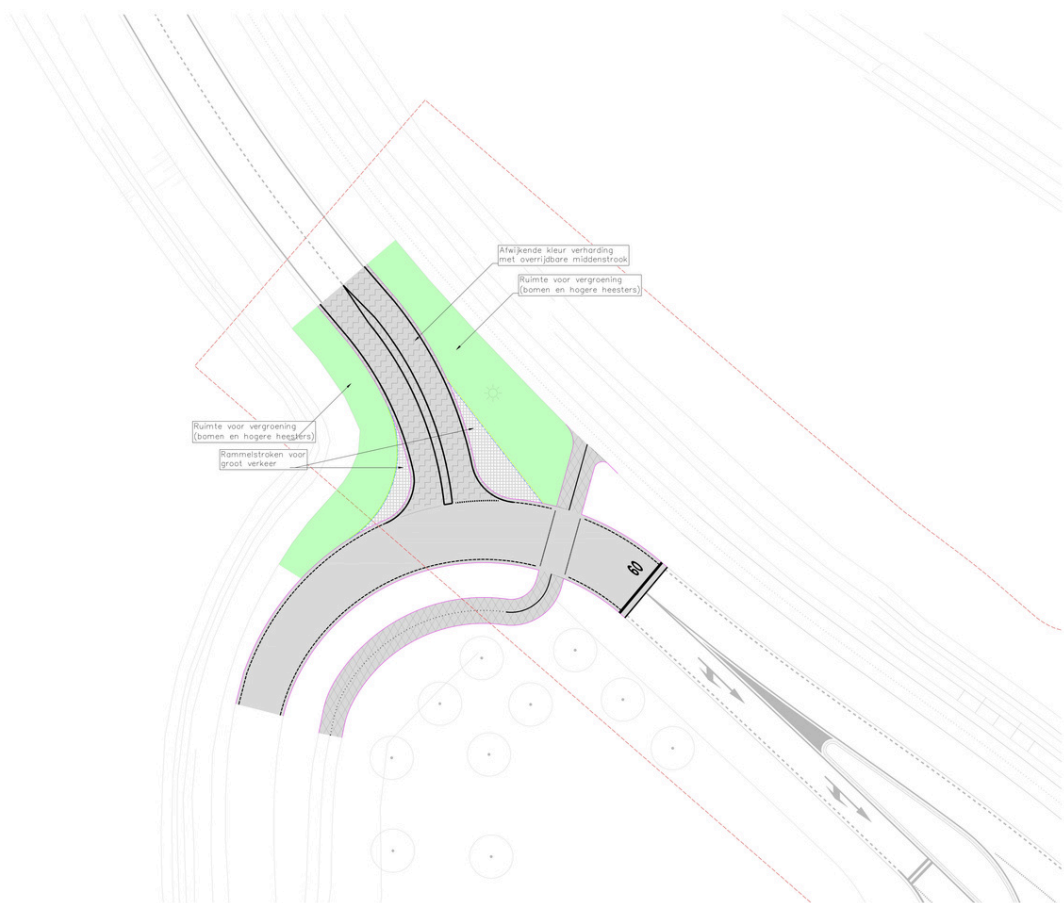 Afwijkende kleur verharding
met overrijdbare middenstrook
Ruimte voor vergroening
(bomen en hogere heesters)
Ruimte voor vergroening
(bomen en hogere heesters)
Rammelstroken voor
groot verkeer
60